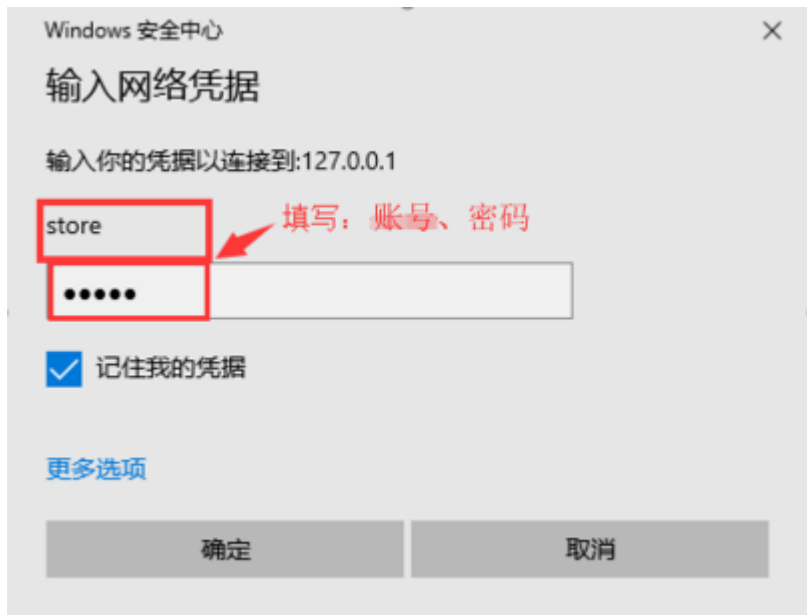 Windows 安全中心
输入网络凭据
输入你的凭据以连接到:127.0.0.1
store
填写：账号、密码
•••••
记住我的凭据
更多选项
确定
取消